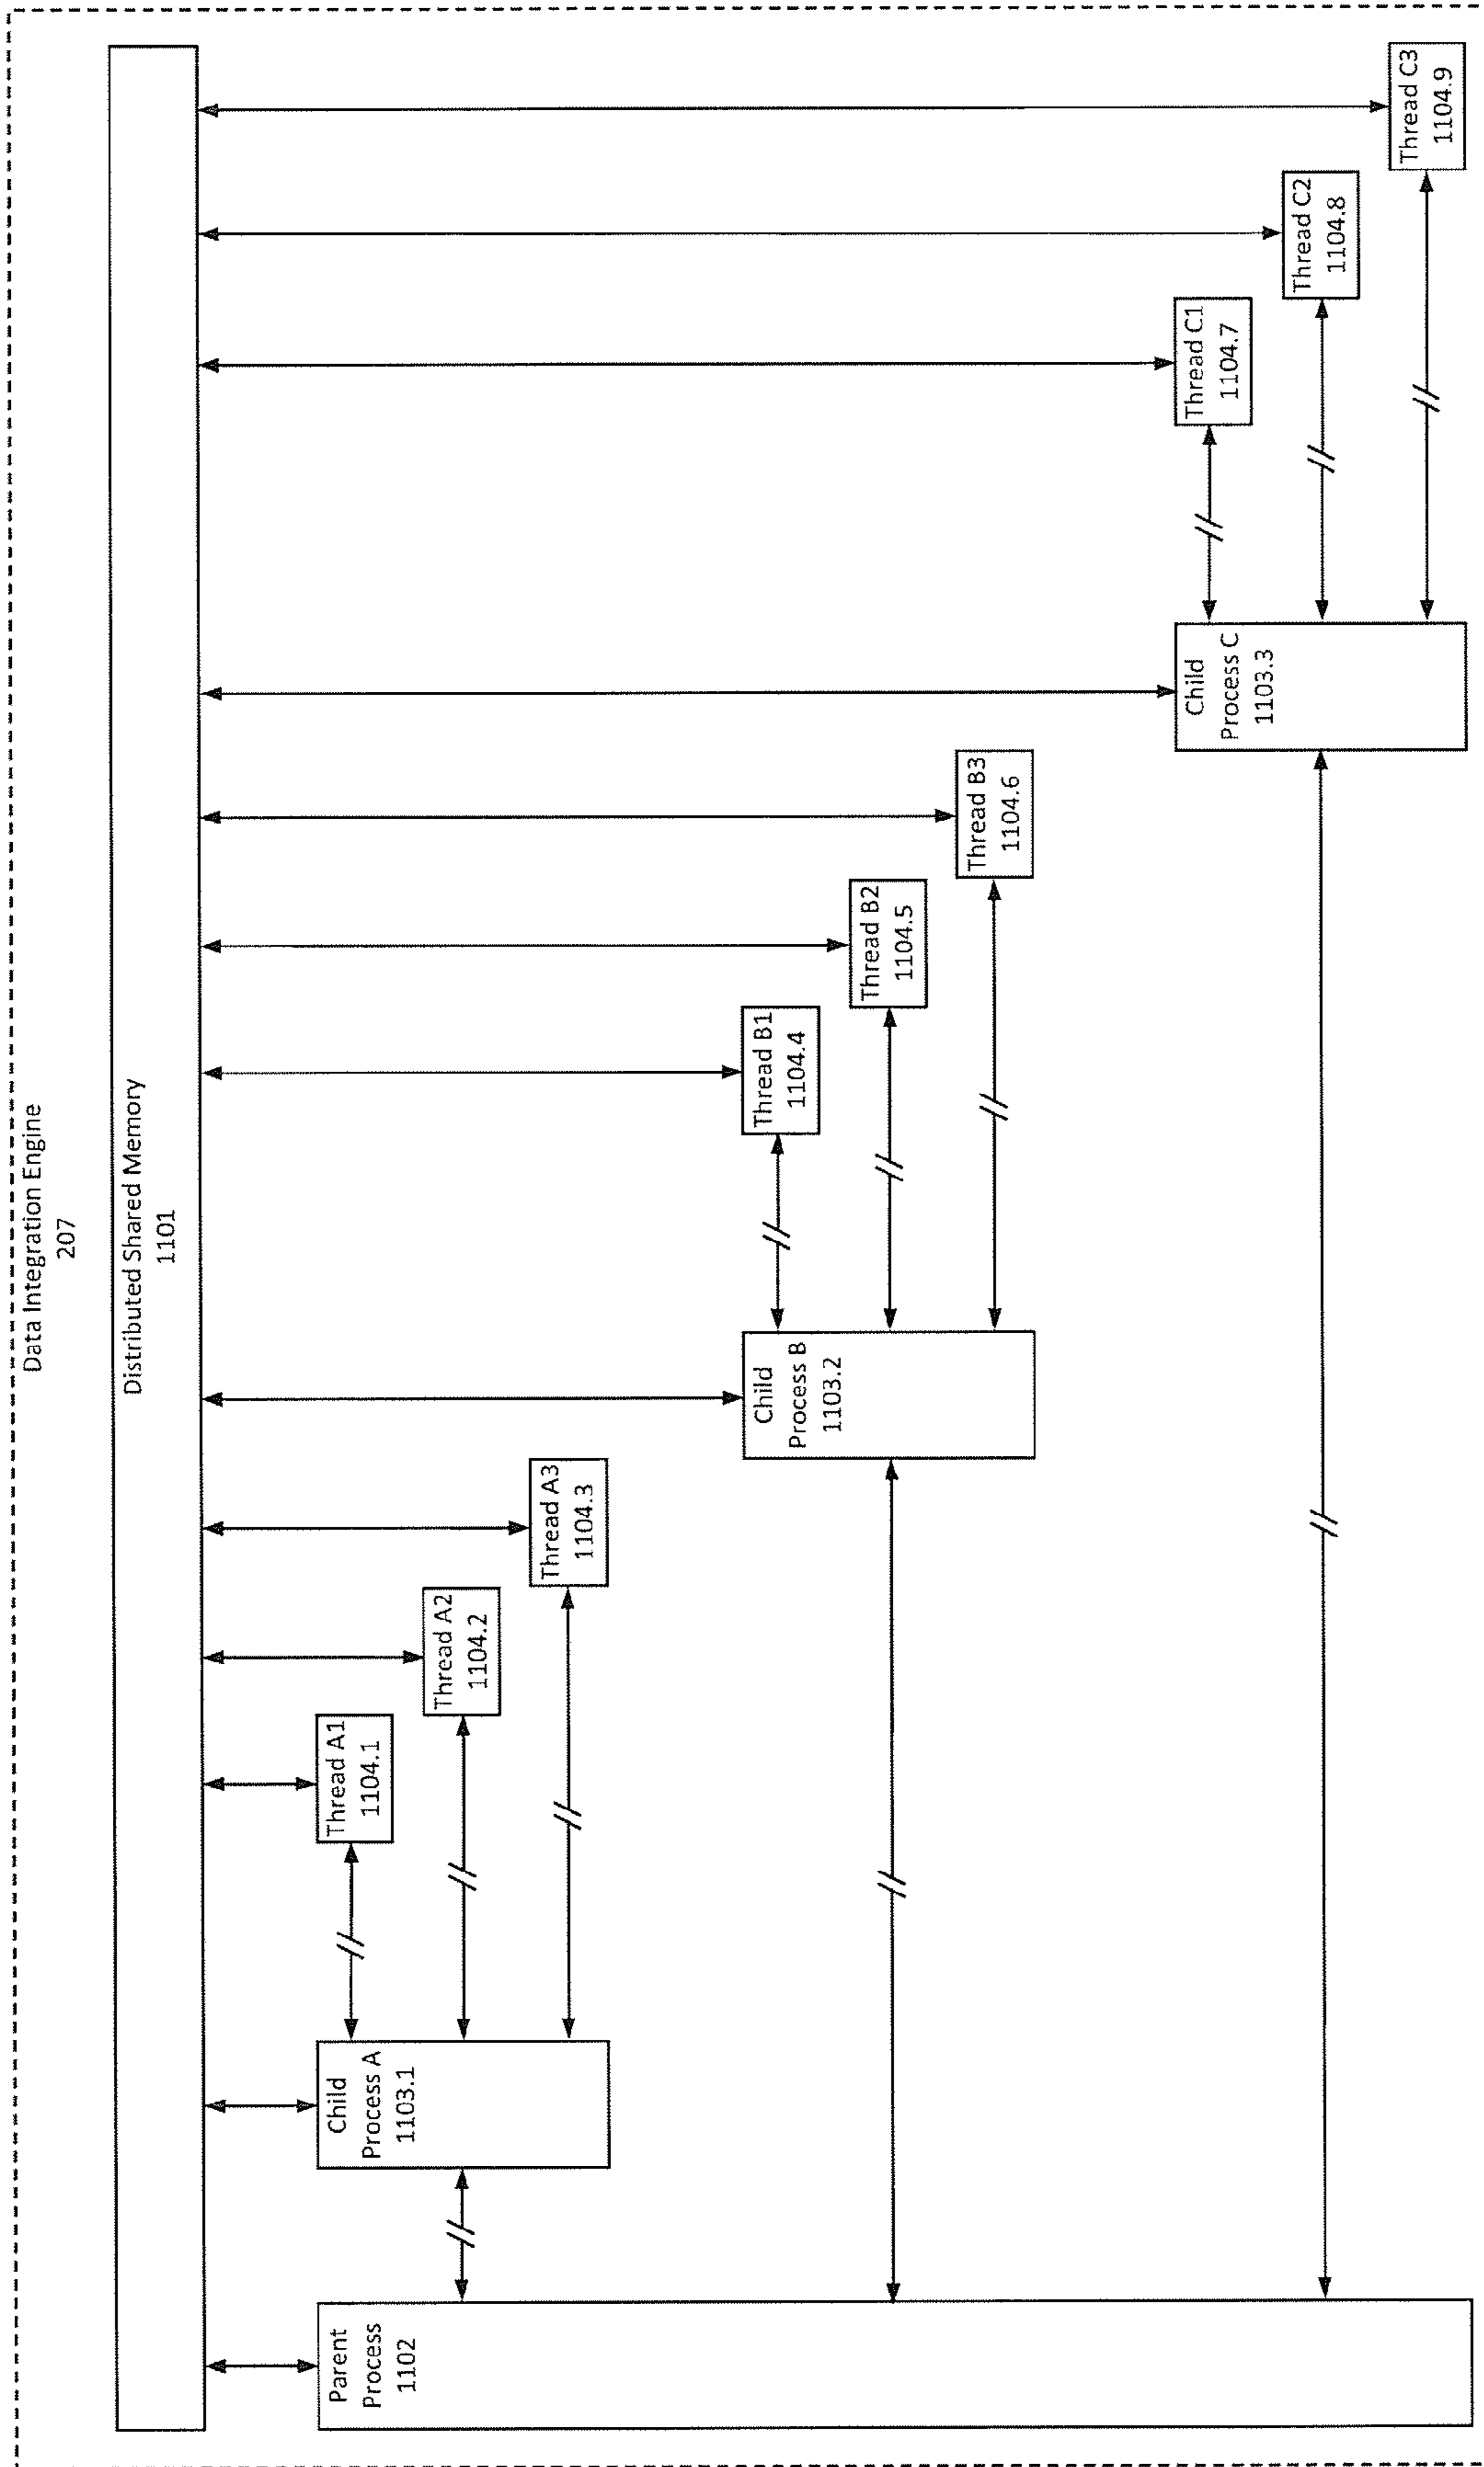 Data Integration Engine
207
Distributed Shared Memory
1101
Parent
Process
1102
Child
Process A
1103.1
Thread A1
1104.1
Thread A2
1104.2
Thread A3
1104.3
Child
Process B
1103.2
Thread B1
1104.4
Thread B2
1104.5
Thread B3
1104.6
Child
Process C
1103.3
Thread C1
1104.7
Thread C2
1104.8
Thread C3
1104.9